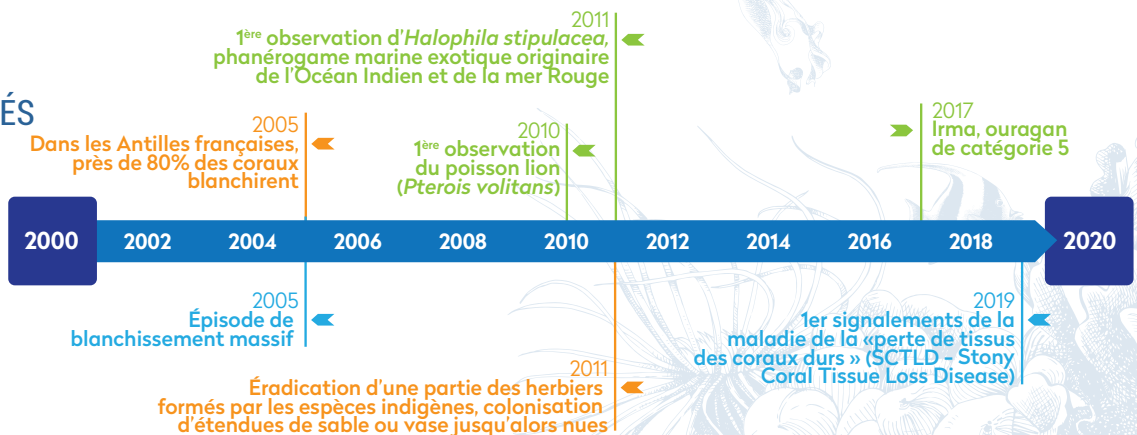 2011
1ère observation d'Halophila stipulacea,
phanérogame marine exotique originaire
de l'Océan Indien et de la mer Rouge
ÉS
2005
Dans les Antilles françaises,
près de 80% des coraux
blanchirent
2010
1ère observation
du poisson lion
(Pterois volitans)
2017
Irma, ouragan
de catégorie 5
2000
2002
2004
2006
2008
2010
2012
2014
2016
2018
2020
2005
Épisode de
blanchissement massif
2019
1er signalements de la
maladie de la «perte de tissus
des coraux durs » (SCTLD - Stony
Coral Tissue Loss Disease)
2011
Éradication d'une partie des herbiers
formés par les espèces indigènes, colonisation
d'étendues de sable ou vase jusqu'alors nues